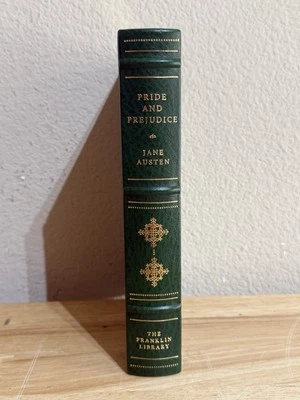 PRIDE
AND
PREJUDICE
JANE
AUSTEN
THE
FRANKLIN
LIBRARY